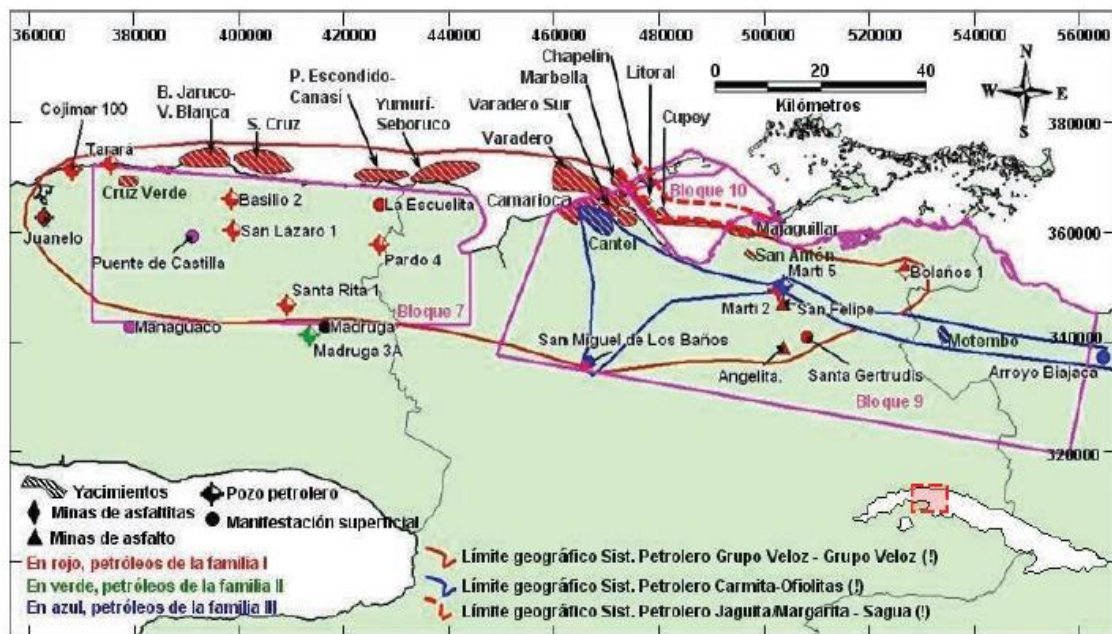 360000 380000 400000 420000 440000 460000 480000 500000 520000 540000 560000
Chapelin
Marbella
Litoral
0 20 40
Kilómetros
N
W E
S
P. Escondido-
Canasí
B. Jaruco-
V. Blanca
Yumurí-
Seboruco
Varadero Sur
Cupey
Cojimar 100
S. Cruz
Varadero
380000
Tarará
Cruz Verde
Bloque 10
Basilio 2
La Escuelita
Camarioca
Juanelo
San Lázaro 1
Cantel
Majaguillar
360000
Puente de Castilla
Pardo 4
San Antón
Martí 5
Bolaños 1
Santa Rita 1
Bloque 7
Martí 2
San Felipe
Managuaco
Madruga
Motembo
340000
Madruga 3A
San Miguel de Los Baños
Angelita.
Santa Gertrudis
Arroyo Biajaca
Bloque 9
320000
Yacimientos
Pozo petrolero
Minas de asfaltitas
Manifestación superficial
Minas de asfalto
En rojo, petróleos de la familia I
En verde, petróleos de la familia II
En azul, petróleos de la familia III
Límite geográfico Sist. Petrolero Grupo Veloz - Grupo Veloz (!)
Límite geográfico Sist. Petrolero Carmita-Ofiolitas (!)
Límite geográfico Sist. Petrolero Jaguita/Margarita - Sagua (!)